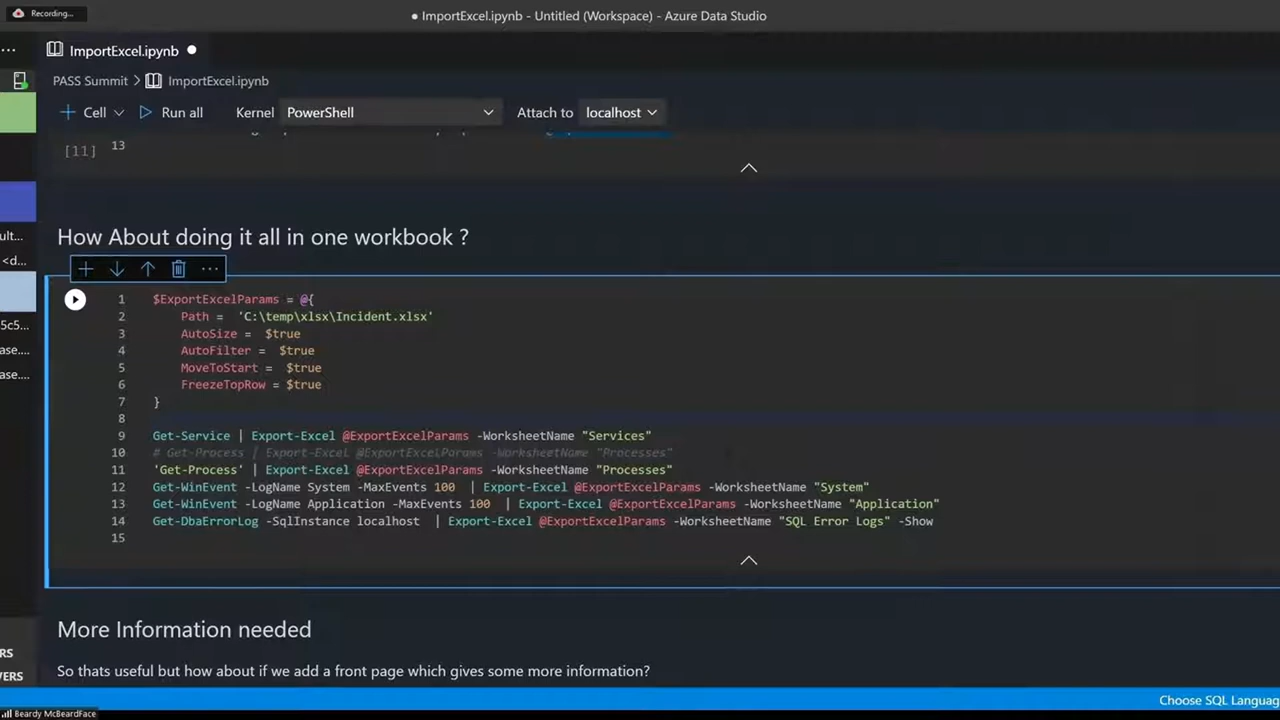 Recording...
● ImportExcel.ipynb - Untitled (Workspace) - Azure Data Studio
ImportExcel.ipynb ●
PASS Summit > ImportExcel.ipynb
+ Cell Run all Kernel PowerShell Attach to localhost
13
[11]
How About doing it all in one workbook ?
1 $ExportExcelParams = @{
2 Path = 'C:\temp\xlsx\Incident.xlsx'
3 AutoSize = $true
4 AutoFilter = $true
5 MoveToStart = $true
6 FreezeTopRow = $true
7 }
8
9 Get-Service | Export-Excel @ExportExcelParams -WorksheetName "Services"
10 # Get-Process | Export-Excel @ExportExcelParams -WorksheetName "Processes"
11 'Get-Process' | Export-Excel @ExportExcelParams -WorksheetName "Processes"
12 Get-WinEvent -LogName System -MaxEvents 100 | Export-Excel @ExportExcelParams -WorksheetName "System"
13 Get-WinEvent -LogName Application -MaxEvents 100 | Export-Excel @ExportExcelParams -WorksheetName "Application"
14 Get-DbaErrorLog -SqlInstance localhost | Export-Excel @ExportExcelParams -WorksheetName "SQL Error Logs" -Show
15
ult...
<d...
5c5...
ase....
ase....
More Information needed
So thats useful but how about if we add a front page which gives some more information?
RS
VERS
Choose SQL Languag
Beardy McBeardFace